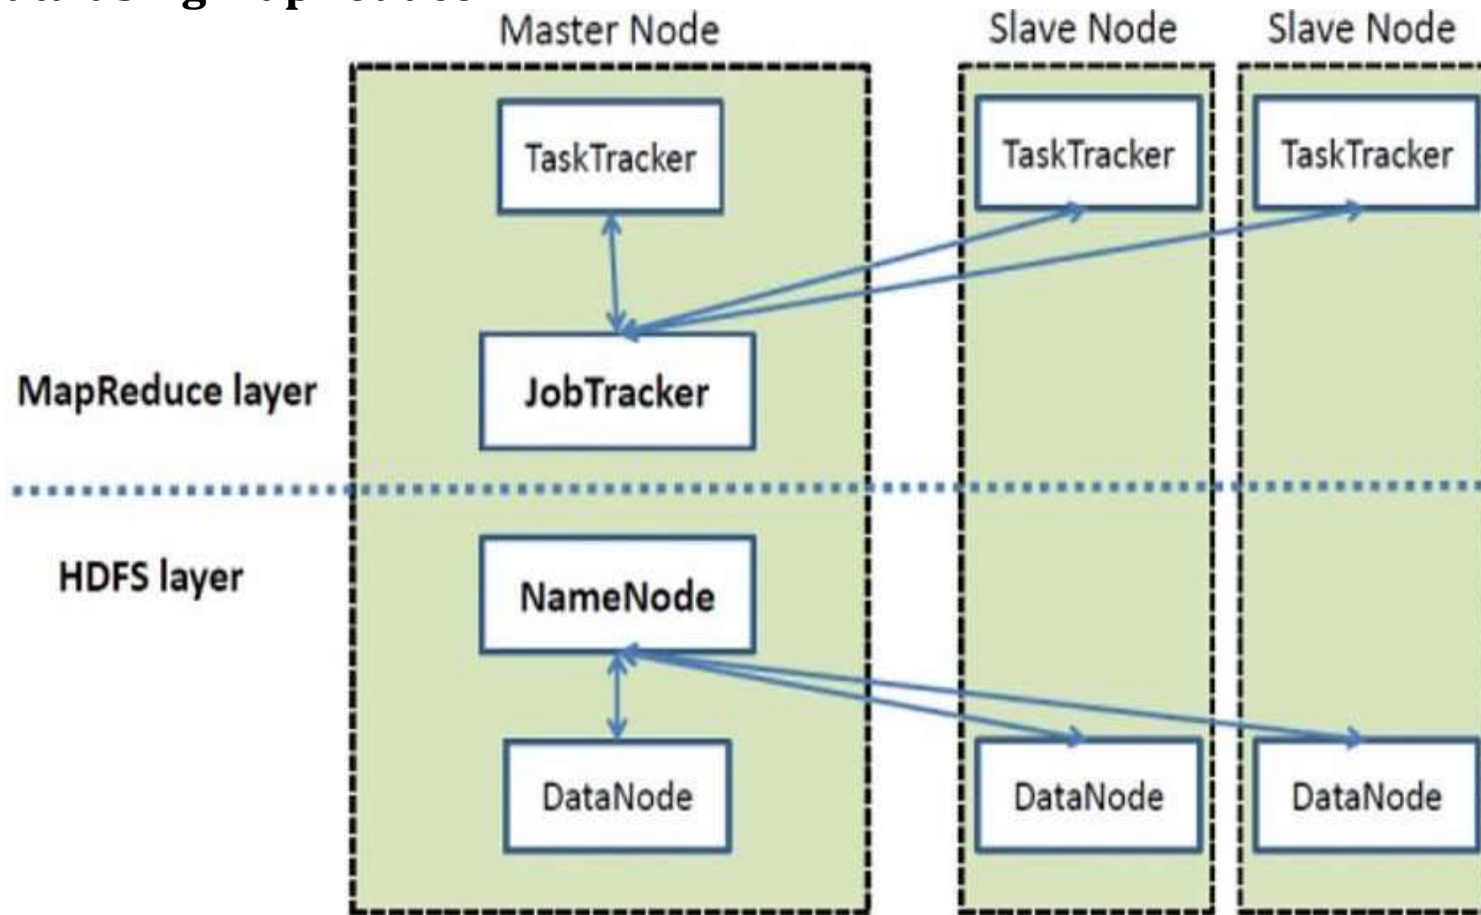 Master Node
Slave Node
Slave Node
TaskTracker
TaskTracker
TaskTracker
MapReduce layer
JobTracker
HDFS layer
NameNode
DataNode
DataNode
DataNode